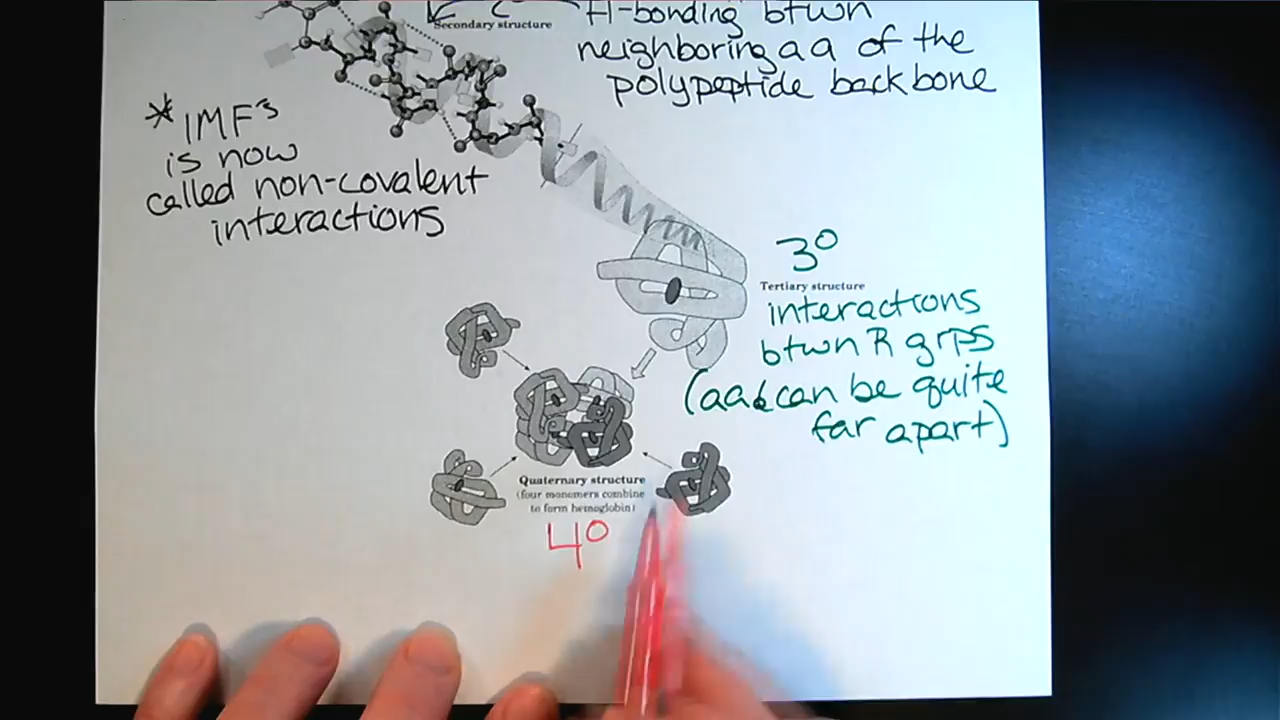 Secondary structure
H-bonding btwn
neighboring aa of the
polypeptide backbone
*IMF's
is now
called non-covalent
interactions
3°
Tertiary structure
interactions
btwn R grps
(aa can be quite
far apart)
Quaternary structure
(four monomers combine
to form hemoglobin)
4°